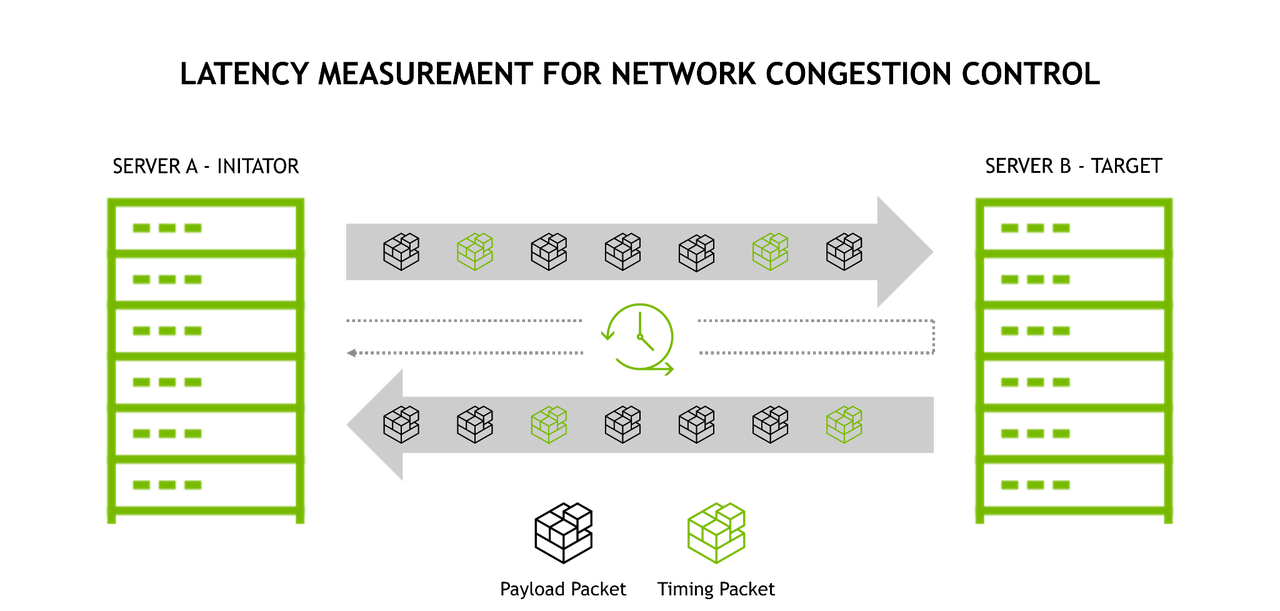 LATENCY MEASUREMENT FOR NETWORK CONGESTION CONTROL
SERVER A - INITATOR
SERVER B - TARGET
Payload Packet
Timing Packet